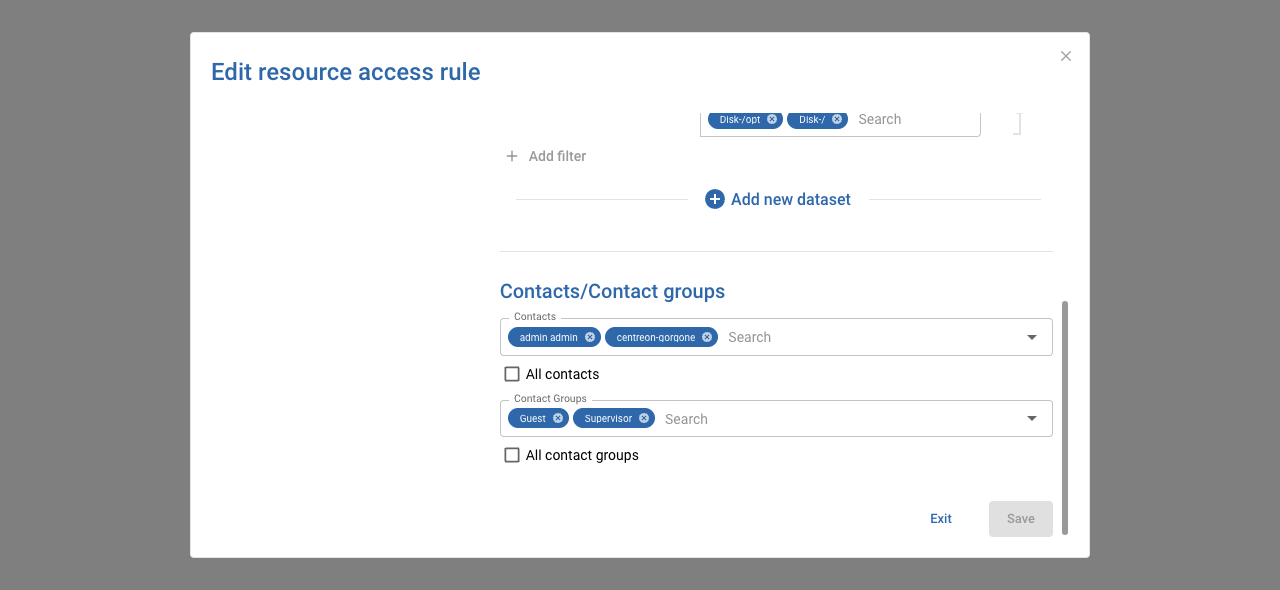 Edit resource access rule
Disk-/opt Disk-/ Search
Add filter
Add new dataset
Contacts/Contact groups
Contacts
admin admin centreon-gorgone Search
All contacts
Contact Groups
Guest Supervisor Search
All contact groups
Exit Save